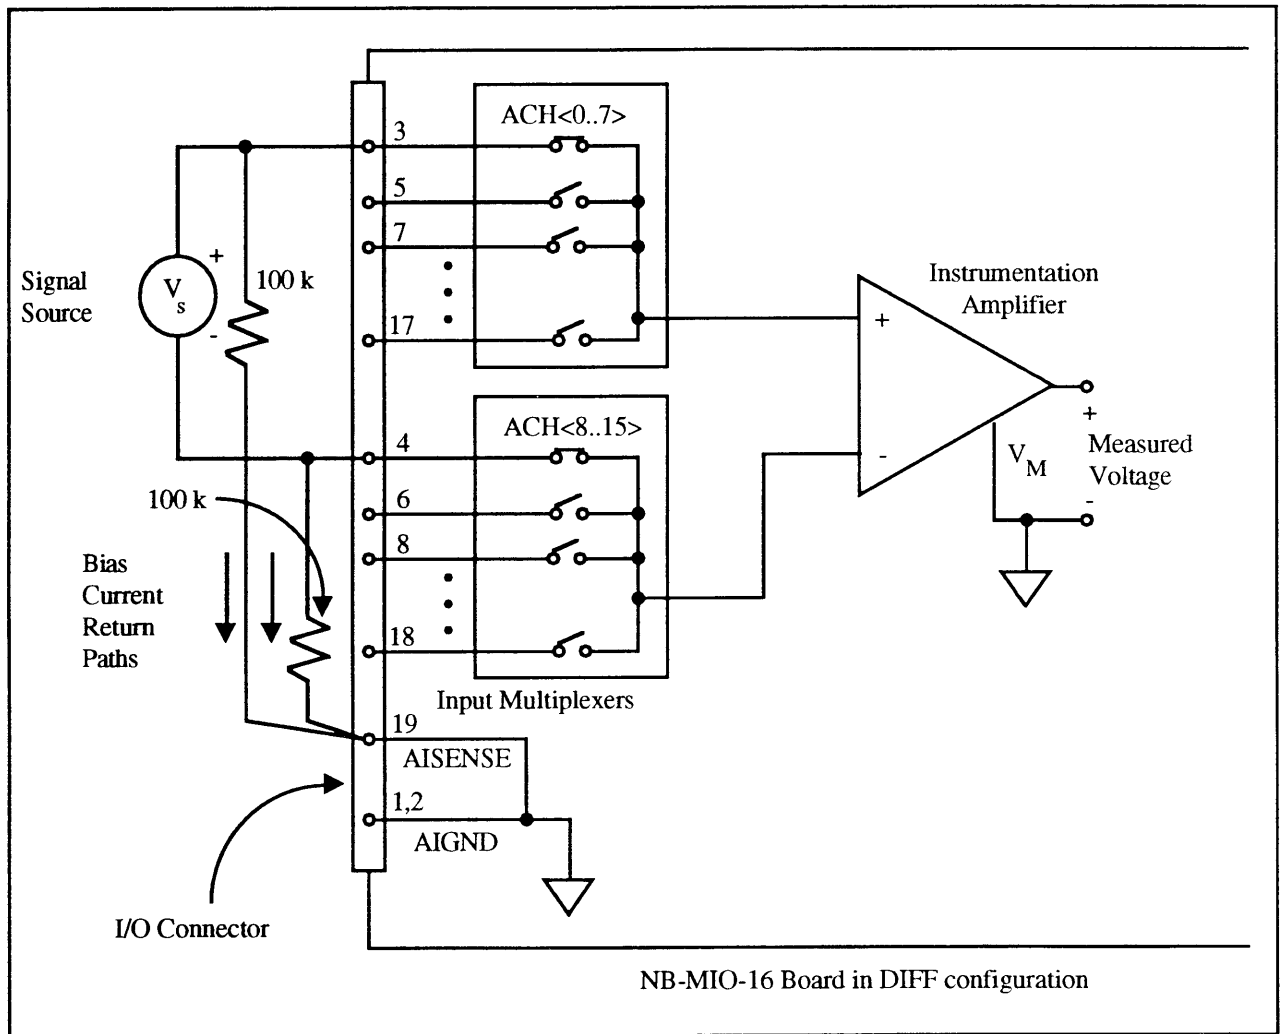 ACH<0..7>
3
5
7
17
+
V
s
-
100 k
Signal
Source
Instrumentation
Amplifier
+
-
+
V
M
Measured
Voltage
-
ACH<8..15>
4
6
8
18
100 k
Bias
Current
Return
Paths
Input Multiplexers
19
AISENSE
1,2
AIGND
I/O Connector
NB-MIO-16 Board in DIFF configuration